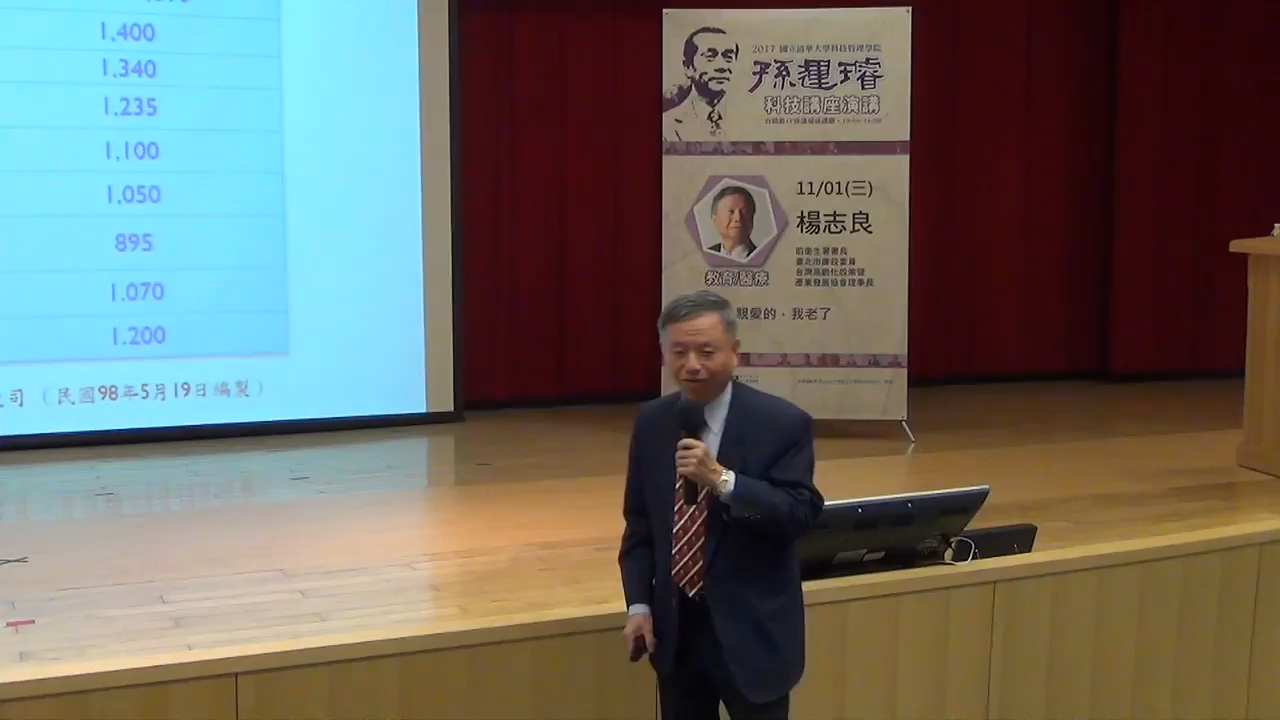 1,400
1,340
1,235
1,100
1,050
895
1.070
1.200
司（民國98年5月19日編製）
2017 國立清華大學科技管理學院
孫運璿
科技講座演講
11/01(三)
楊志良
前衛生署署長
臺北市廉政委員
台灣高齡化政策暨
產業發展協會理事長
教育/醫療
親愛的，我老了